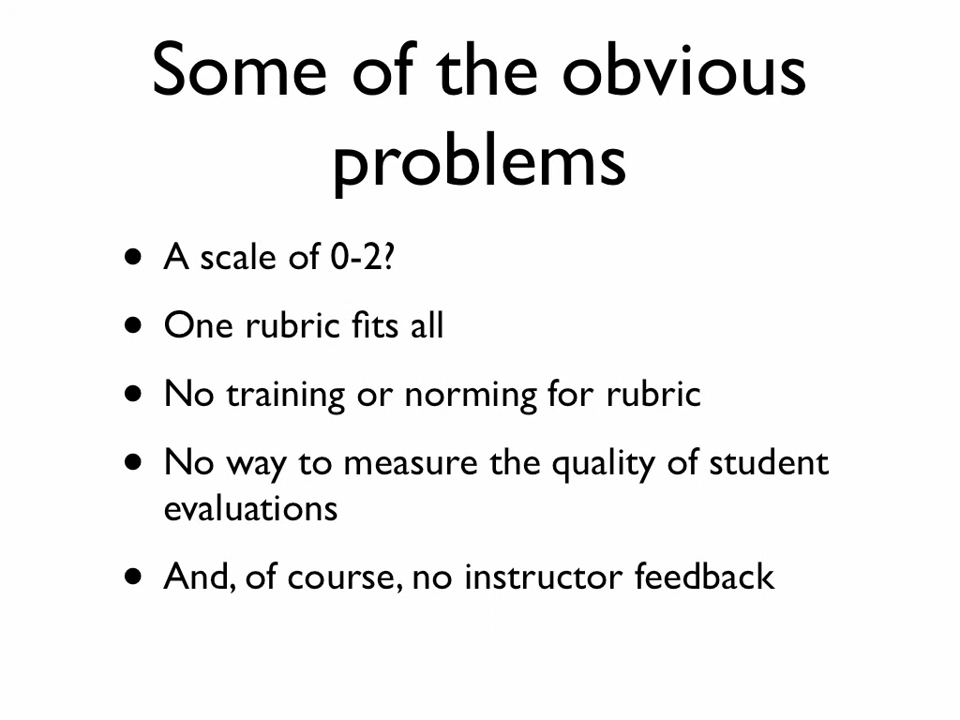 Some of the obvious
problems
• A scale of 0-2?
• One rubric fits all
• No training or norming for rubric
• No way to measure the quality of student
evaluations
• And, of course, no instructor feedback